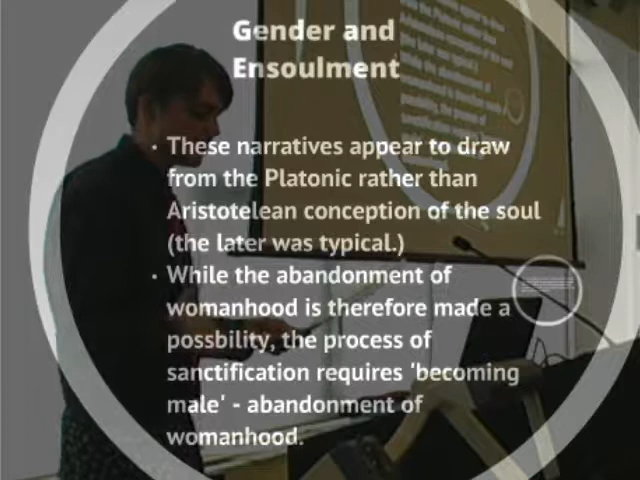 Gender and
Ensoulment
· These narratives appear to draw
from the Platonic rather than
Aristotelean conception of the soul
(the later was typical.)
· While the abandonment of
womanhood is therefore made a
possbility, the process of
sanctification requires 'becoming
male' - abandonment of
womanhood.